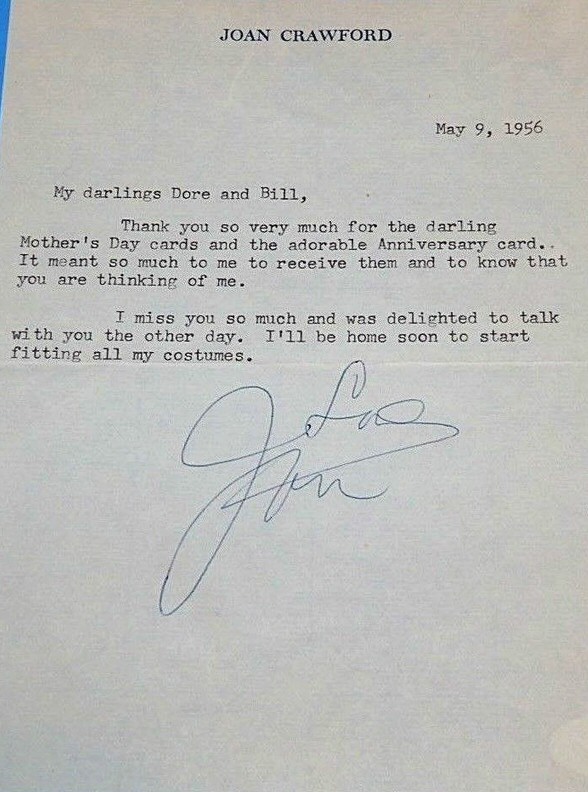 JOAN CRAWFORD
May 9, 1956
My darlings Dore and Bill,
Thank you so very much for the darling
Mother's Day cards and the adorable Anniversary card..
It meant so much to me to receive them and to know that
you are thinking of me.
I miss you so much and was delighted to talk
with you the other day. I'll be home soon to start
fitting all my costumes.
Love
Joan